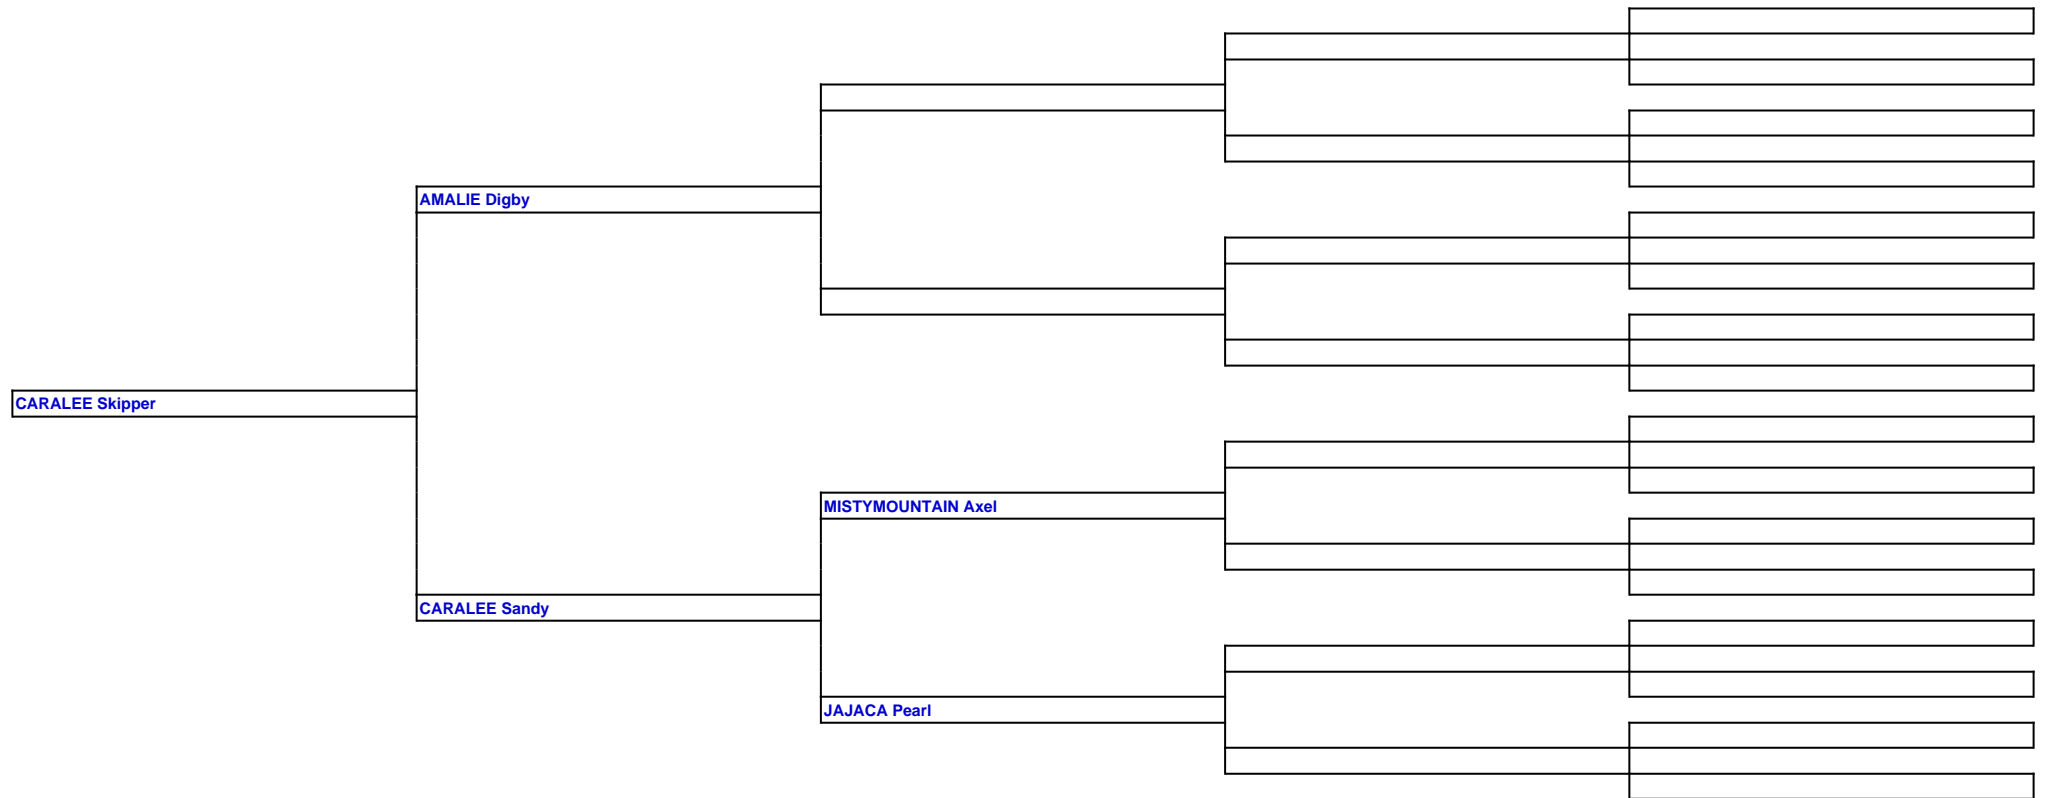 AMALIE Digby
CARALEE Skipper
MISTYMOUNTAIN Axel
CARALEE Sandy
JAJACA Pearl